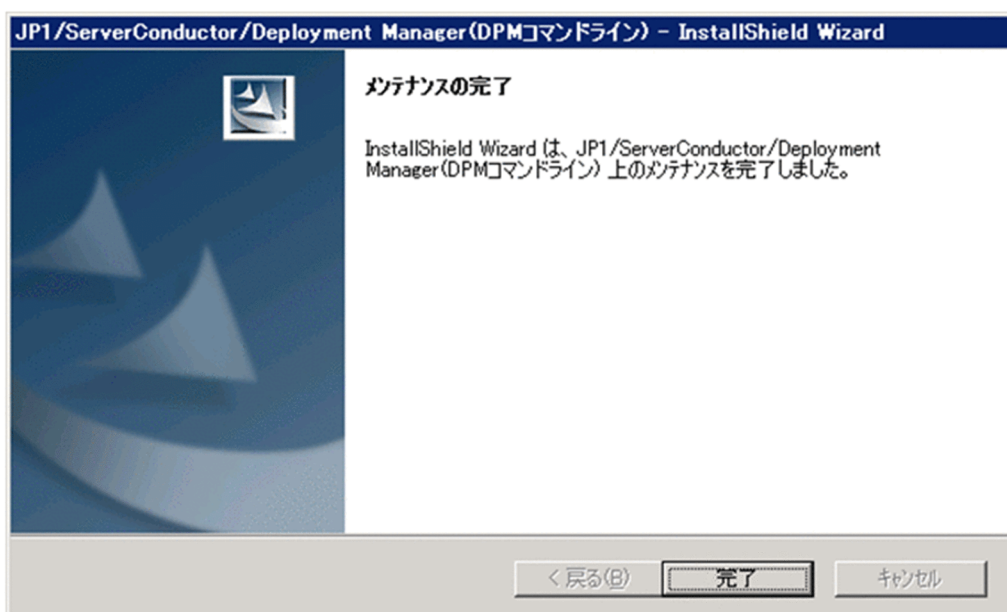 JP1/ServerConductor/Deployment Manager(DPMコマンドライン) - InstallShield Wizard
メンテナンスの完了
InstallShield Wizard は、JP1/ServerConductor/Deployment
Manager(DPMコマンドライン) 上のメンテナンスを完了しました。
< 戻る(B)
完了
キャンセル